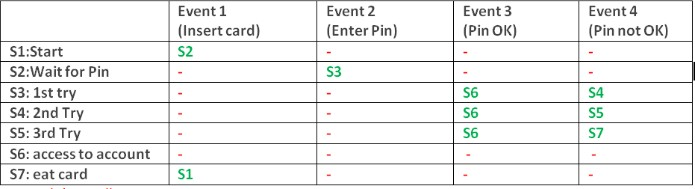 Event 1 Event 2 Event 3 Event 4
(Insert card) (Enter Pin) (Pin OK) (Pin not OK)
S1:Start S2 - - -
S2:Wait for Pin - S3 - -
S3: 1st try - - S6 S4
S4: 2nd Try - - S6 S5
S5: 3rd Try - - S6 S7
S6: access to account - - - -
S7: eat card S1 - - -